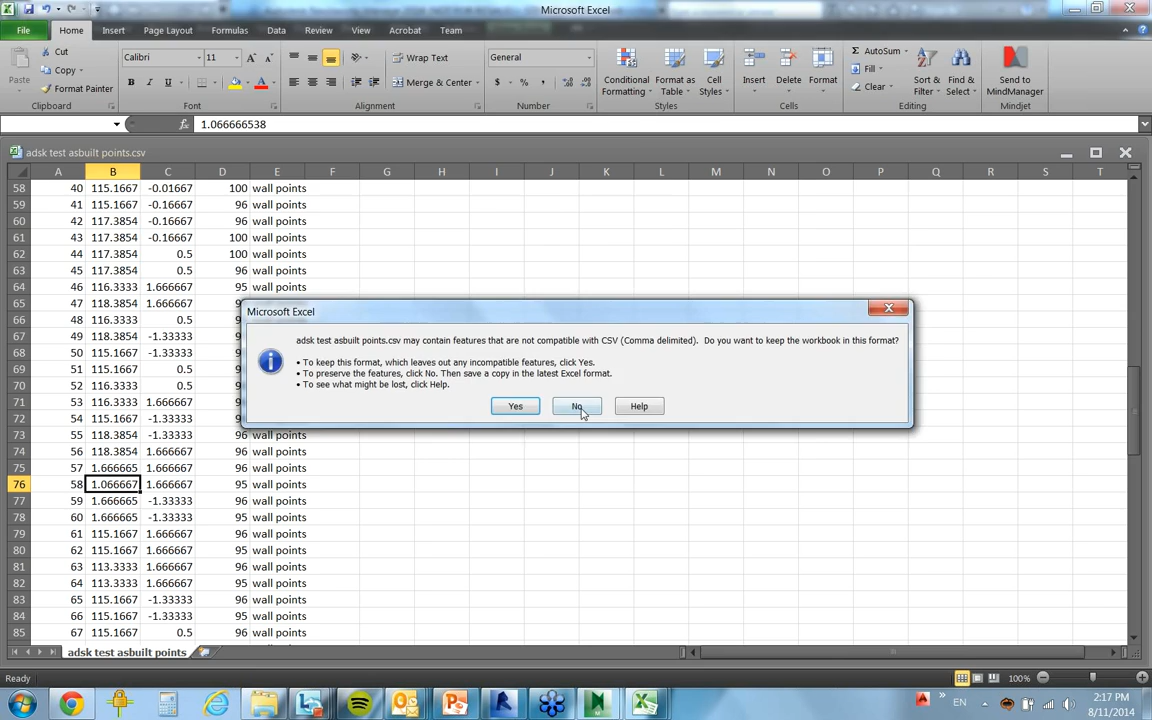 Microsoft Excel
File Home Insert Page Layout Formulas Data Review View Acrobat Team
Paste Cut Copy Format Painter Clipboard
Calibri 11 B I U A Font
Wrap Text Merge & Center Alignment
General $ % , Number
Conditional Formatting Format as Table Cell Styles Styles
Insert Delete Format Cells
AutoSum Fill Clear Sort & Filter Find & Select Editing
Send to MindManager Mindjet
fx 1.066666538
adsk test asbuilt points.csv
A B C D E F G H I J K L M N O P Q R S T
58 40 115.1667 -0.01667 100 wall points
59 41 115.1667 -0.16667 96 wall points
60 42 117.3854 -0.16667 96 wall points
61 43 117.3854 -0.16667 100 wall points
62 44 117.3854 0.5 100 wall points
63 45 117.3854 0.5 96 wall points
64 46 116.3333 1.666667 95 wall points
65 47 118.3854 1.666667
66 48 116.3333 0.5
67 49 118.3854 -1.33333
68 50 115.1667 -1.33333
69 51 115.1667 0.5
70 52 116.3333 0.5
71 53 116.3333 1.666667
72 54 115.1667 -1.33333
73 55 118.3854 -1.33333 96 wall points
74 56 118.3854 1.666667 96 wall points
75 57 1.666665 1.666667 96 wall points
76 58 1.066667 1.666667 95 wall points
77 59 1.666665 -1.33333 96 wall points
78 60 1.666665 -1.33333 95 wall points
79 61 115.1667 1.666667 96 wall points
80 62 115.1667 1.666667 95 wall points
81 63 113.3333 1.666667 96 wall points
82 64 113.3333 1.666667 95 wall points
83 65 115.1667 -1.33333 96 wall points
84 66 115.1667 -1.33333 95 wall points
85 67 115.1667 0.5 96 wall points
Microsoft Excel
adsk test asbuilt points.csv may contain features that are not compatible with CSV (Comma delimited). Do you want to keep the workbook in this format?
• To keep this format, which leaves out any incompatible features, click Yes.
• To preserve the features, click No. Then save a copy in the latest Excel format.
• To see what might be lost, click Help.
Yes No Help
adsk test asbuilt points
Ready 100%
EN 2:17 PM
8/11/2014